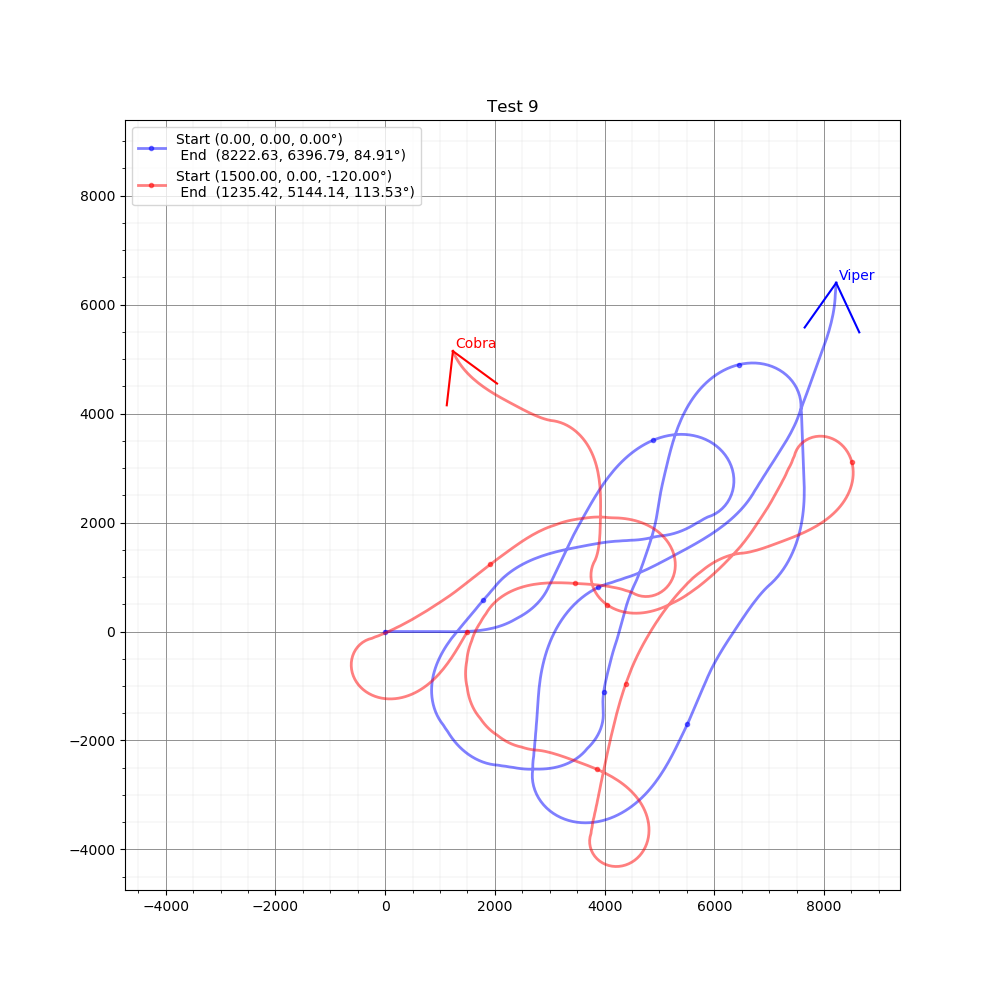 Test 9
Start (0.00, 0.00, 0.00°)
End  (8222.63, 6396.79, 84.91°)
Start (1500.00, 0.00, -120.00°)
End  (1235.42, 5144.14, 113.53°)
8000
6000
4000
2000
0
−2000
−4000
Viper
Cobra
−4000
−2000
0
2000
4000
6000
8000